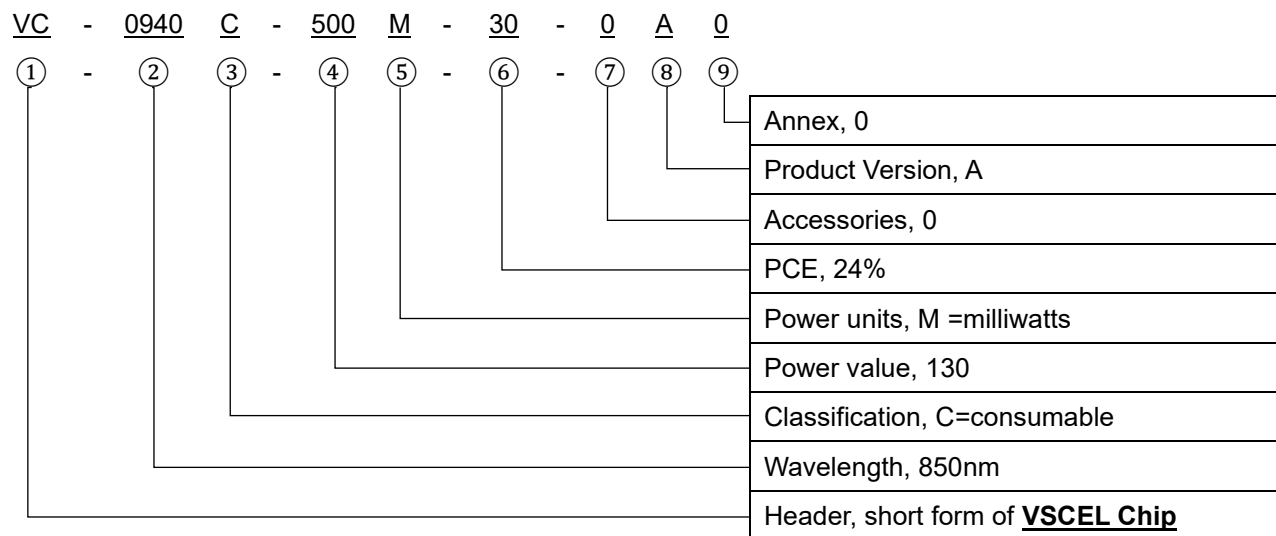 VC - 0940 C - 500 M - 30 - 0 A 0
① - ② ③ - ④ ⑤ - ⑥ - ⑦ ⑧ ⑨
Annex, 0
Product Version, A
Accessories, 0
PCE, 24%
Power units, M =milliwatts
Power value, 130
Classification, C=consumable
Wavelength, 850nm
Header, short form of VSCEL Chip